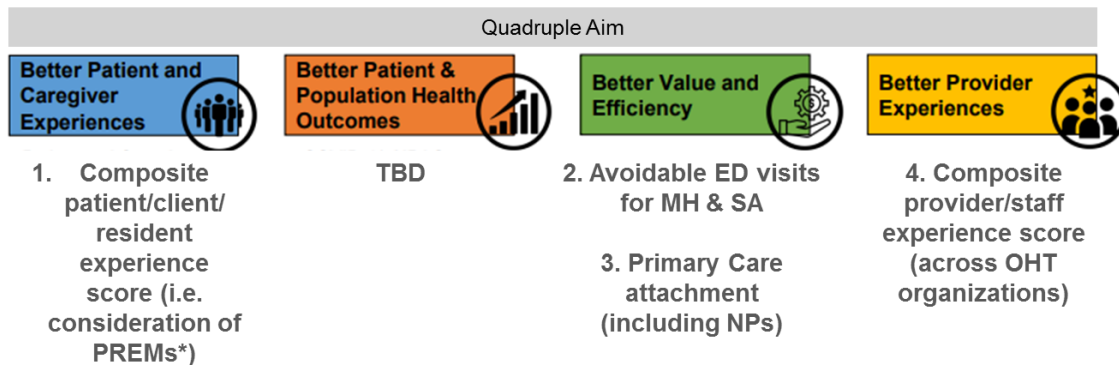 Quadruple Aim
Better Patient and
Caregiver
Experiences
Better Patient &
Population Health
Outcomes
Better Value and
Efficiency
Better Provider
Experiences
1. Composite
patient/client/
resident
experience
score (i.e.
consideration of
PREMs*)
TBD
2. Avoidable ED visits
for MH & SA
3. Primary Care
attachment
(including NPs)
4. Composite
provider/staff
experience score
(across OHT
organizations)